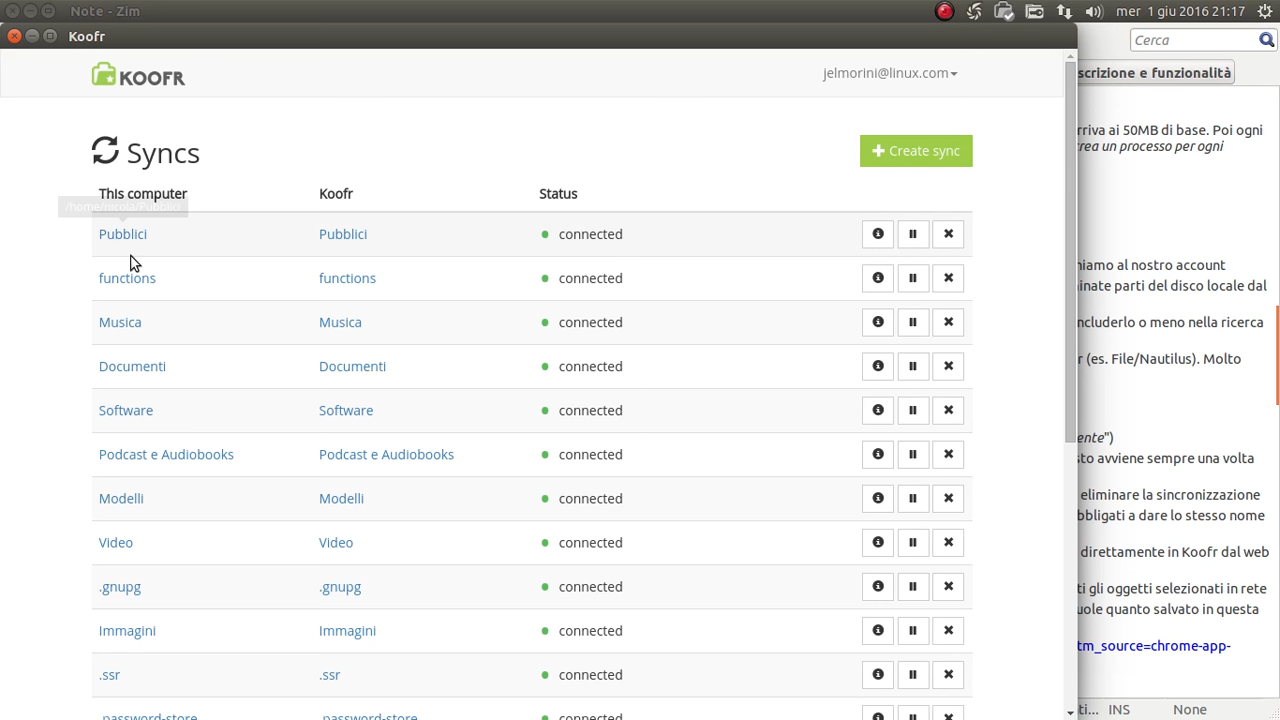 Note - Zim
mer 1 giu 2016 21:17
Koofr
Cerca
KOOFR
jelmorini@linux.com
scrizione e funzionalità
Syncs
Create sync
This computer Koofr Status
/home/nicola/Pubblici
Pubblici Pubblici connected
functions functions connected
Musica Musica connected
Documenti Documenti connected
Software Software connected
Podcast e Audiobooks Podcast e Audiobooks connected
Modelli Modelli connected
Video Video connected
.gnupg .gnupg connected
Immagini Immagini connected
.ssr .ssr connected
.password-store .password-store connected
rriva ai 50MB di base. Poi ogni
rea un processo per ogni
niamo al nostro account
ninate parti del disco locale dal
ncluderlo o meno nella ricerca
r (es. File/Nautilus). Molto
ente")
sto avviene sempre una volta
eliminare la sincronizzazione
bbligati a dare lo stesso nome
direttamente in Koofr dal web
ti gli oggetti selezionati in rete
uole quanto salvato in questa
tm_source=chrome-app-
ti... INS None